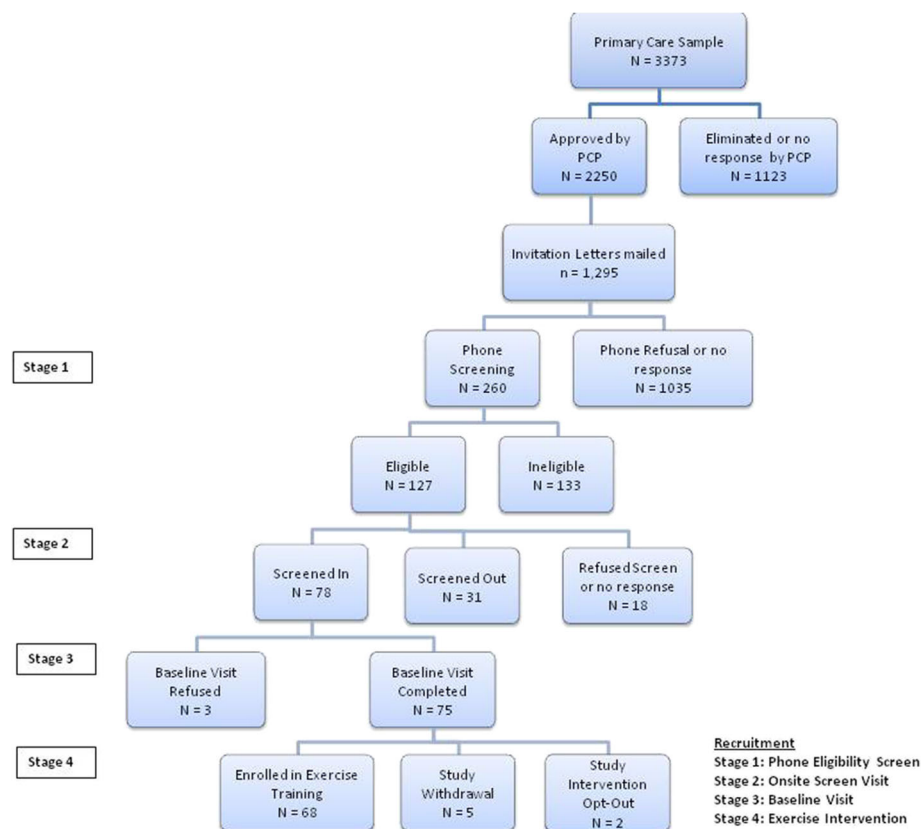 Primary Care Sample
N = 3373
Approved by
PCP
N = 2250
Eliminated or no
response by PCP
N = 1123
Invitation Letters mailed
n = 1,295
Stage 1
Phone
Screening
N = 260
Phone Refusal or no
response
N = 1035
Eligible
N = 127
Ineligible
N = 133
Stage 2
Screened In
N = 78
Screened Out
N = 31
Refused Screen
or no response
N = 18
Stage 3
Baseline Visit
Refused
N = 3
Baseline Visit
Completed
N = 75
Stage 4
Enrolled in Exercise
Training
N = 68
Study
Withdrawal
N = 5
Study
Intervention
Opt-Out
N = 2
Recruitment
Stage 1: Phone Eligibility Screen
Stage 2: Onsite Screen Visit
Stage 3: Baseline Visit
Stage 4: Exercise Intervention